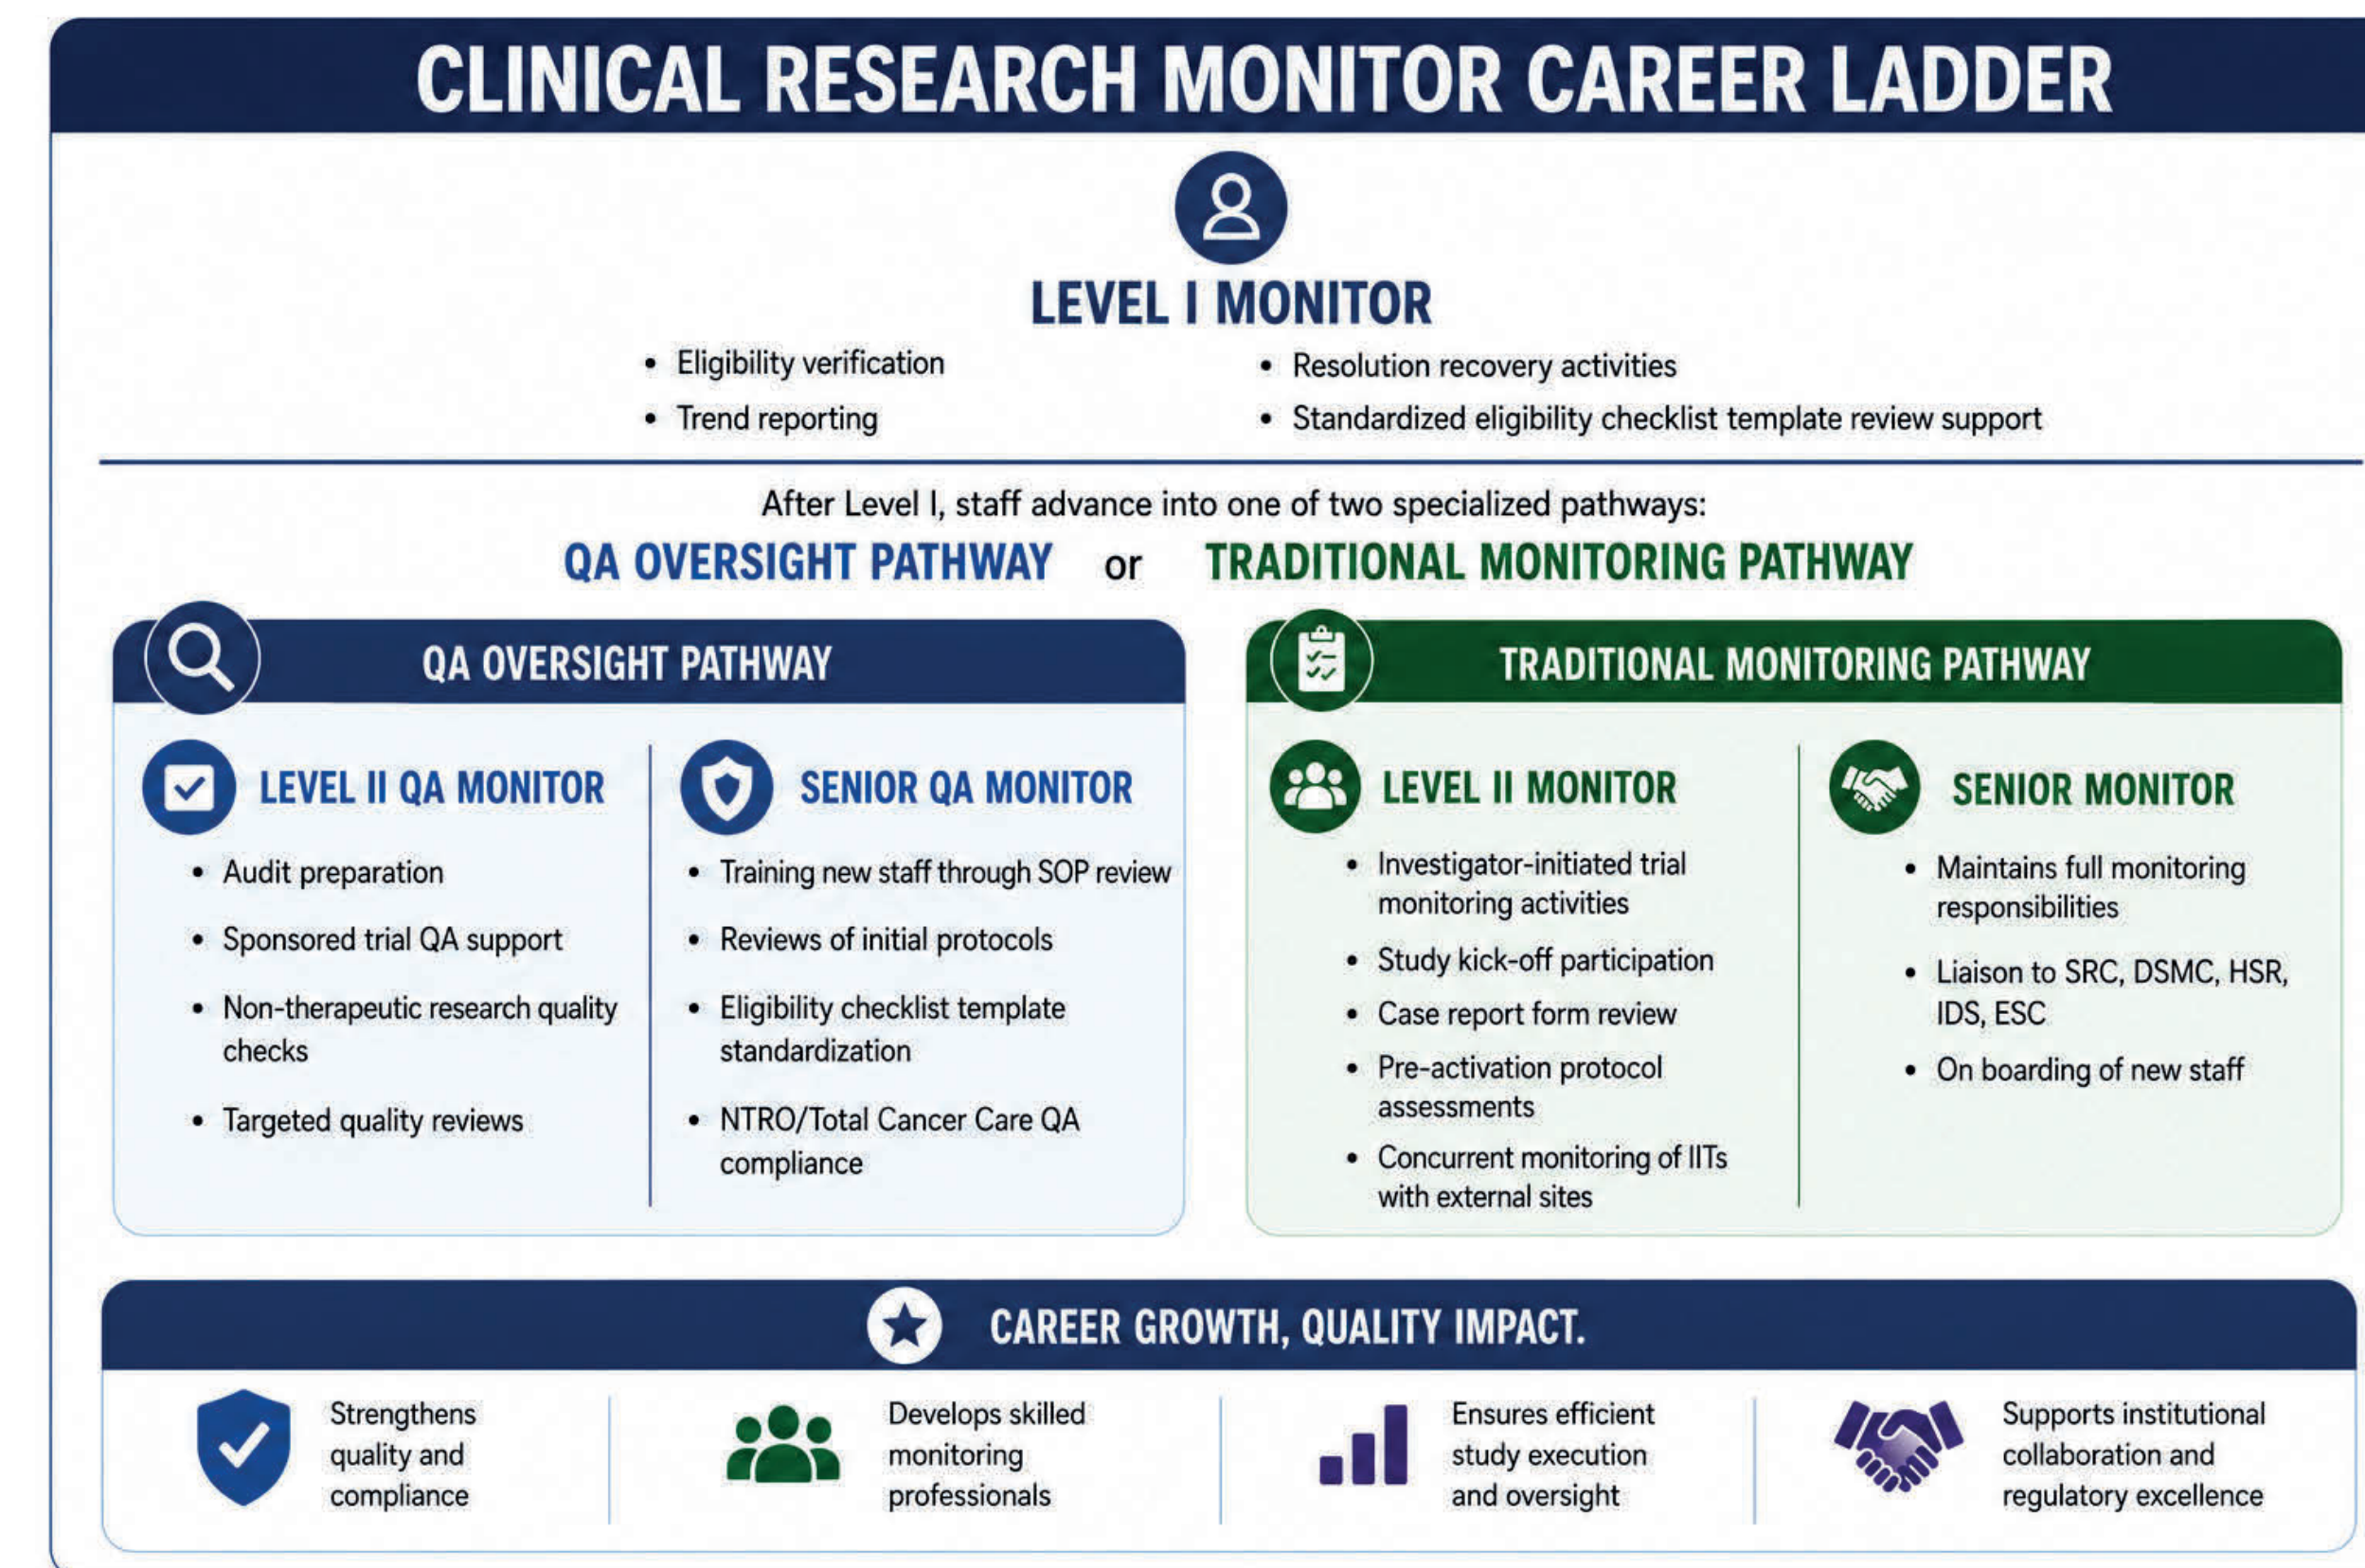 CLINICAL RESEARCH MONITOR CAREER LADDER
LEVEL I MONITOR
• Eligibility verification
• Trend reporting
• Resolution recovery activities
• Standardized eligibility checklist template review support
After Level I, staff advance into one of two specialized pathways:
QA OVERSIGHT PATHWAY or TRADITIONAL MONITORING PATHWAY
QA OVERSIGHT PATHWAY
LEVEL II QA MONITOR
• Audit preparation
• Sponsored trial QA support
• Non-therapeutic research quality
checks
• Targeted quality reviews
SENIOR QA MONITOR
• Training new staff through SOP review
• Reviews of initial protocols
• Eligibility checklist template
standardization
• NTRO/Total Cancer Care QA
compliance
TRADITIONAL MONITORING PATHWAY
LEVEL II MONITOR
• Investigator-initiated trial
monitoring activities
• Study kick-off participation
• Case report form review
• Pre-activation protocol
assessments
• Concurrent monitoring of IITs
with external sites
SENIOR MONITOR
• Maintains full monitoring
responsibilities
• Liaison to SRC, DSMC, HSR,
IDS, ESC
• On boarding of new staff
CAREER GROWTH, QUALITY IMPACT.
Strengthens
quality and
compliance
Develops skilled
monitoring
professionals
Ensures efficient
study execution
and oversight
Supports institutional
collaboration and
regulatory excellence